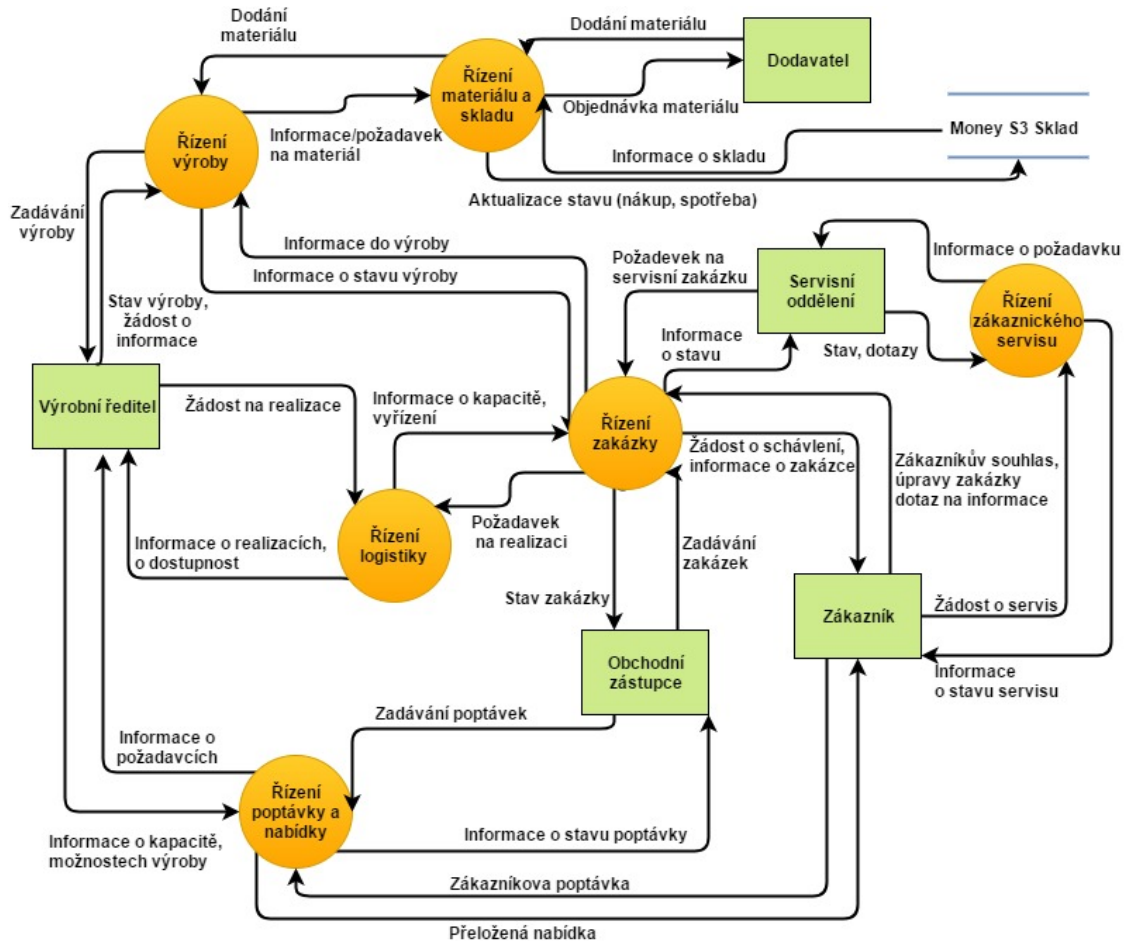 Dodání
materiálu
Dodání materiálu
Dodavatel
Řízení
materiálu a
skladu
Objednávka materiálu
Money S3 Sklad
Informace/požadavek
na materiál
Řízení
výroby
Informace o skladu
Aktualizace stavu (nákup, spotřeba)
Zadávání
výroby
Informace do výroby
Informace o stavu výroby
Požadevek na
servisní zakázku
Servisní
oddělení
Informace o požadavku
Řízení
zákaznického
servisu
Stav výroby,
žádost o
informace
Informace
o stavu
Stav, dotazy
Výrobní ředitel
Žádost na realizace
Informace o kapacitě,
vyřízení
Řízení
zakázky
Žádost o schávlení,
informace o zakázce
Zákazníkův souhlas,
úpravy zakázky
dotaz na informace
Řízení
logistiky
Požadavek
na realizaci
Zadávání
zakázek
Informace o realizacích,
o dostupnost
Stav zakázky
Zákazník
Žádost o servis
Obchodní
zástupce
Informace
o stavu servisu
Zadávání poptávek
Informace o
požadavcích
Řízení
poptávky a
nabídky
Informace o kapacitě,
možnostech výroby
Informace o stavu poptávky
Zákazníkova poptávka
Přeložená nabídka